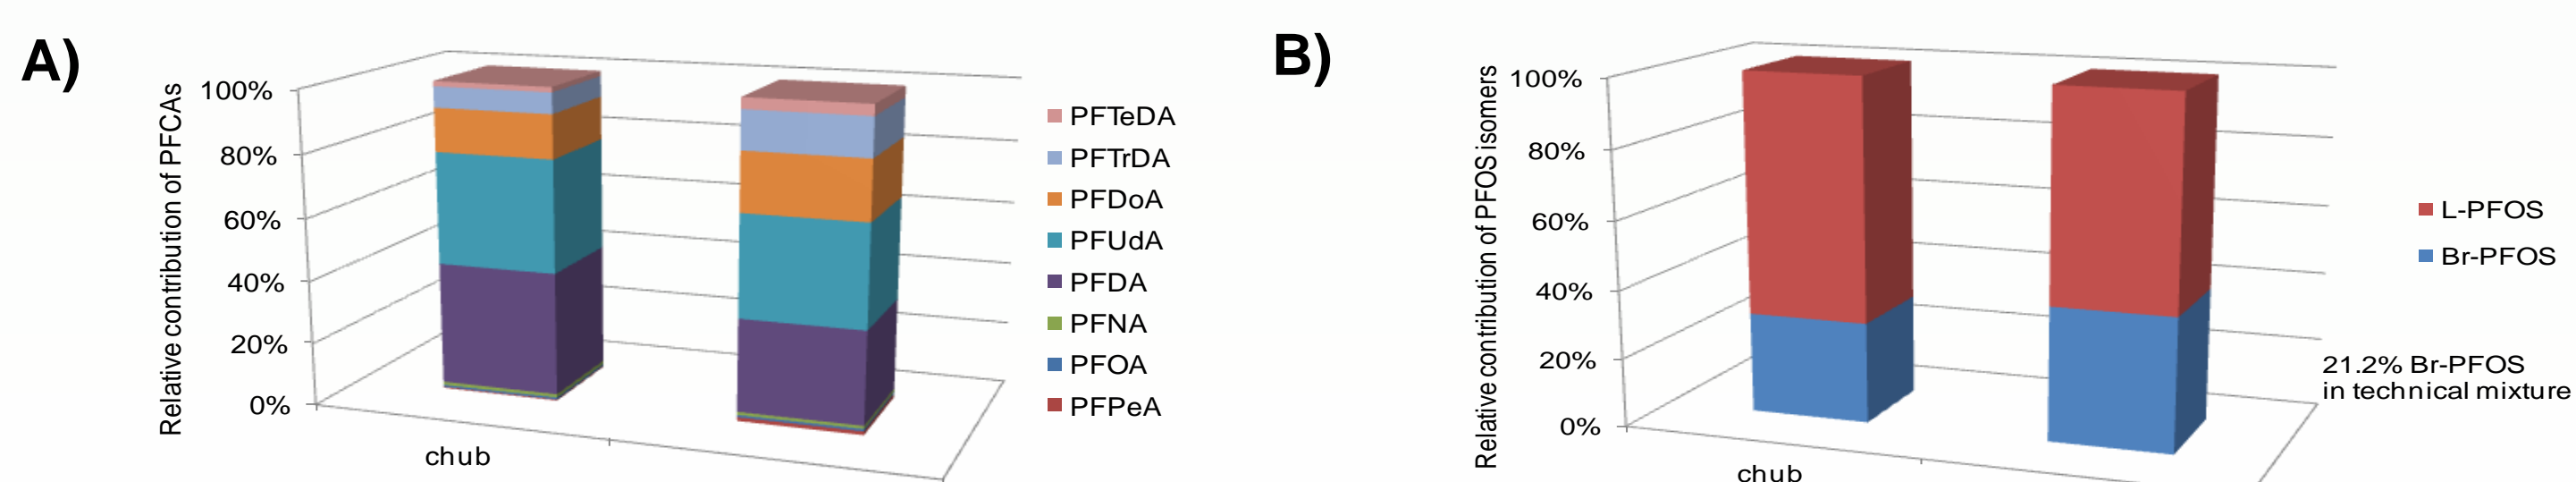 A)
Relative contribution of PFCAs
100%
80%
60%
40%
20%
0%
chub
PFTeDA
PFTrDA
PFDoA
PFUdA
PFDA
PFNA
PFOA
PFPeA
B)
Relative contribution of PFOS isomers
100%
80%
60%
40%
20%
0%
chub
L-PFOS
Br-PFOS
21.2% Br-PFOS
in technical mixture